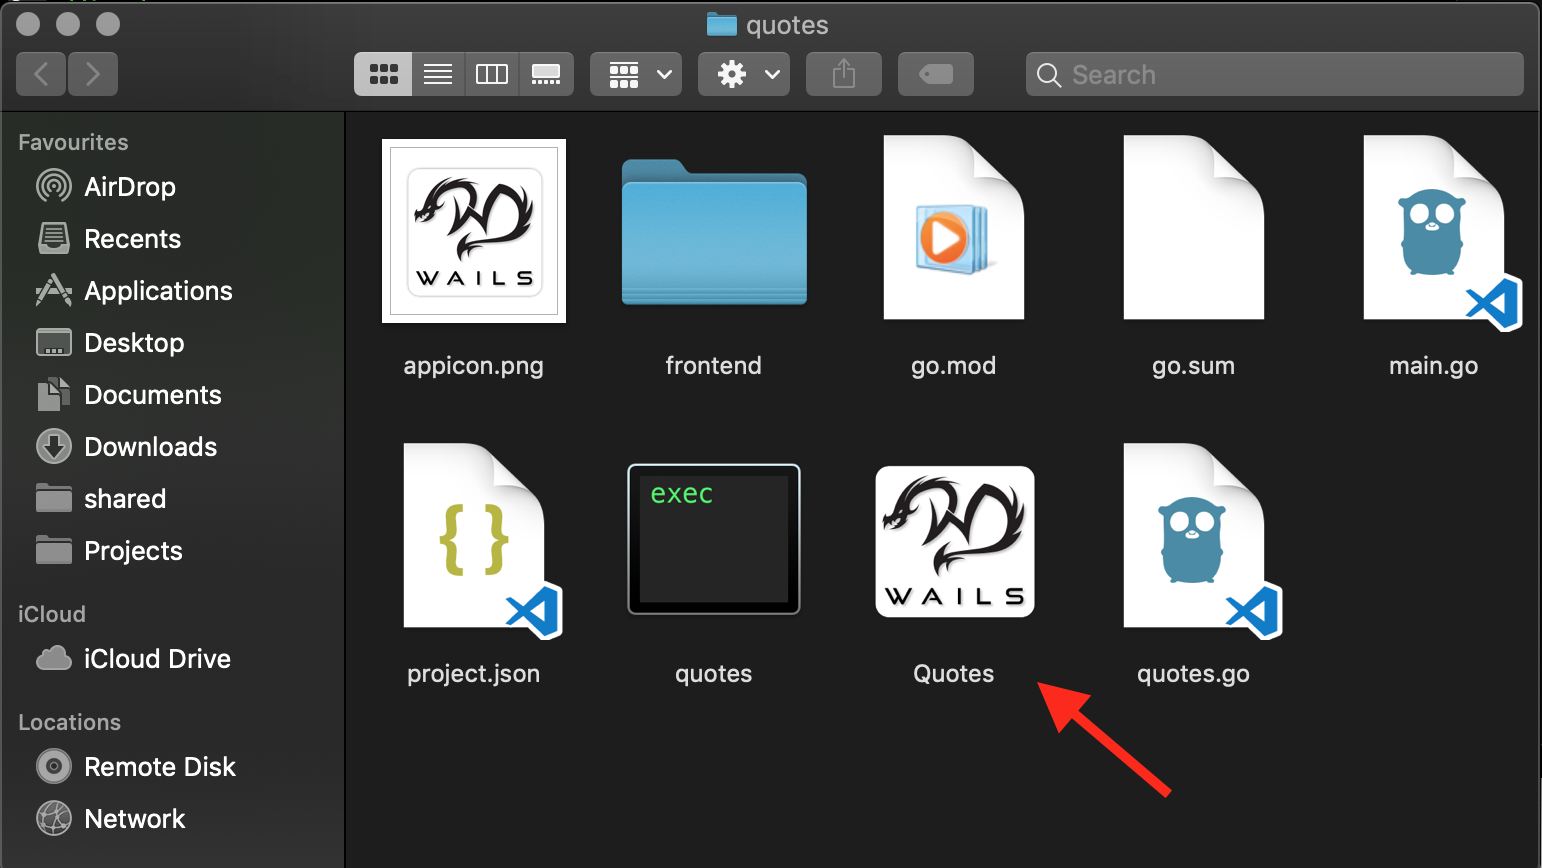 quotes
Search
Favourites
AirDrop
Recents
Applications
Desktop
Documents
Downloads
shared
Projects
iCloud
iCloud Drive
Locations
Remote Disk
Network
WAILS
appicon.png
frontend
go.mod
go.sum
main.go
{ }
project.json
exec
quotes
WAILS
Quotes
quotes.go